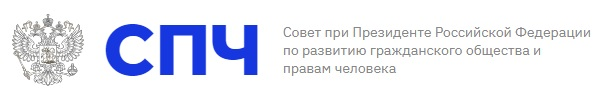 СПЧ
Совет при Президенте Российской Федерации
по развитию гражданского общества и
правам человека